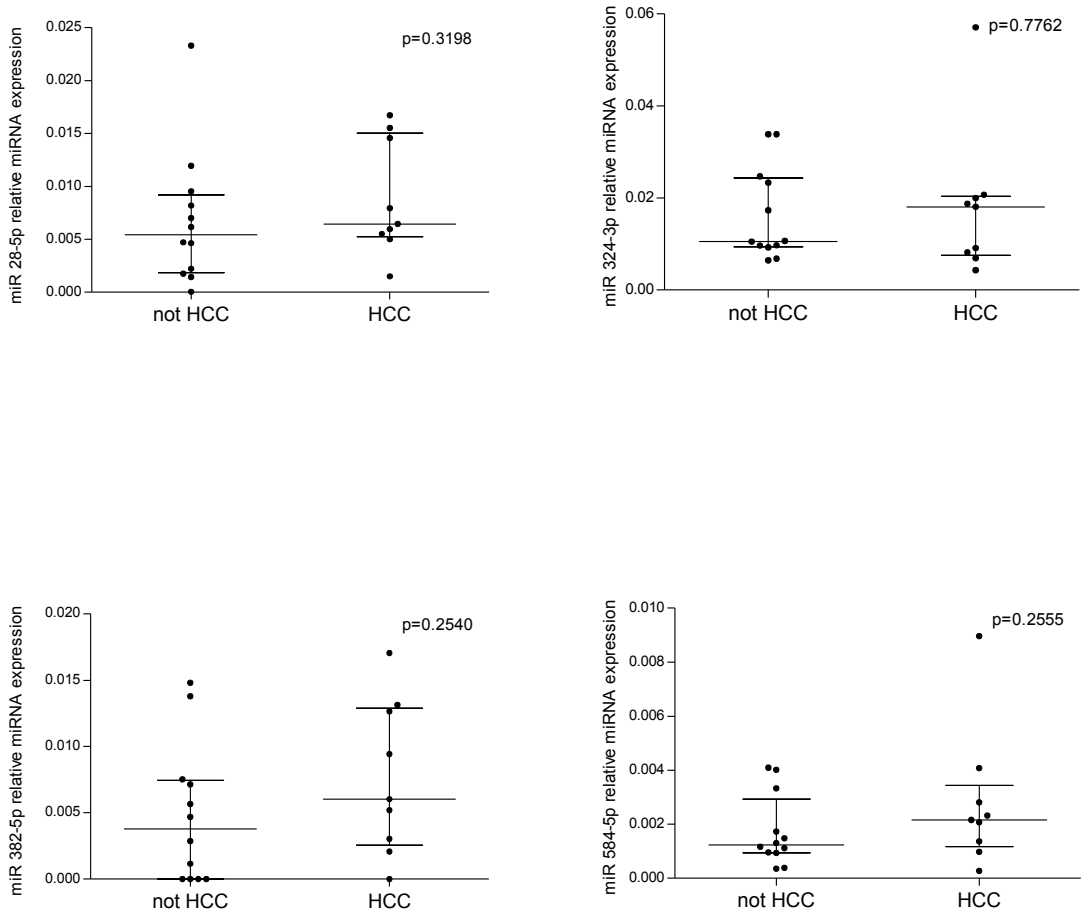 miR 28-5p relative miRNA expression
0.025
0.020
0.015
0.010
0.005
0.000
p=0.3198
not HCC
HCC
miR 324-3p relative miRNA expression
0.06
0.04
0.02
0.00
p=0.7762
not HCC
HCC
miR 382-5p relative miRNA expression
0.020
0.015
0.010
0.005
0.000
p=0.2540
not HCC
HCC
miR 584-5p relative miRNA expression
0.010
0.008
0.006
0.004
0.002
0.000
p=0.2555
not HCC
HCC